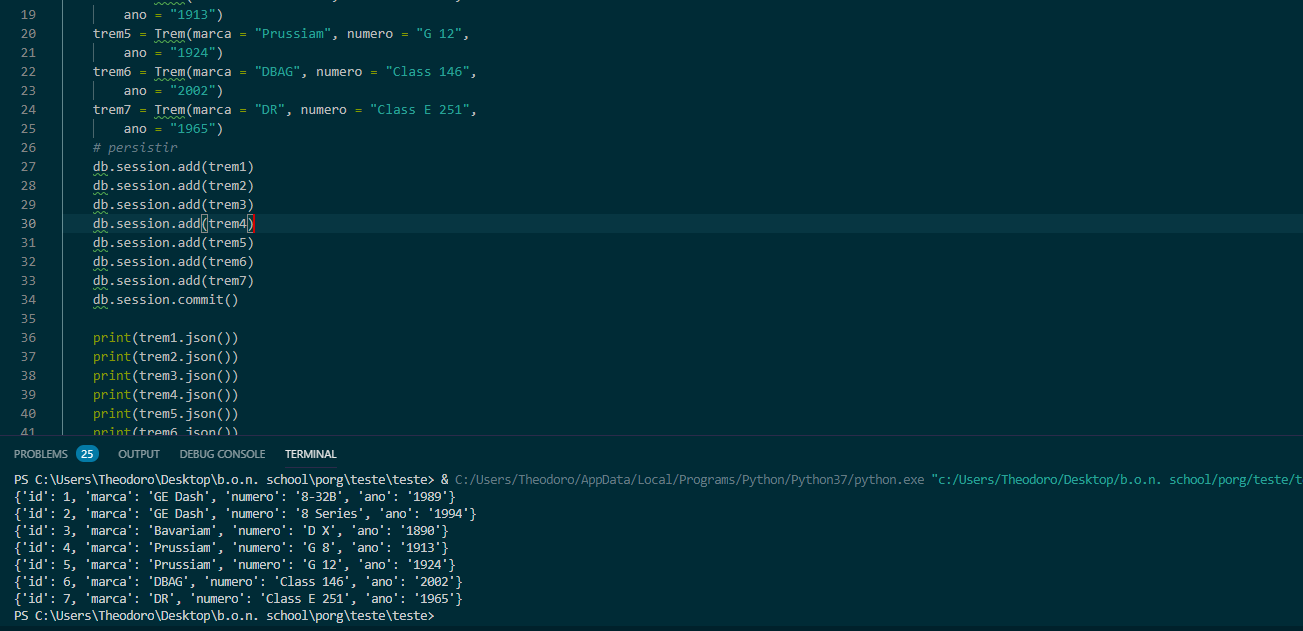 19 ano = "1913")
20 trem5 = Trem(marca = "Prussiam", numero = "G 12",
21 ano = "1924")
22 trem6 = Trem(marca = "DBAG", numero = "Class 146",
23 ano = "2002")
24 trem7 = Trem(marca = "DR", numero = "Class E 251",
25 ano = "1965")
26 # persistir
27 db.session.add(trem1)
28 db.session.add(trem2)
29 db.session.add(trem3)
30 db.session.add(trem4)
31 db.session.add(trem5)
32 db.session.add(trem6)
33 db.session.add(trem7)
34 db.session.commit()
35
36 print(trem1.json())
37 print(trem2.json())
38 print(trem3.json())
39 print(trem4.json())
40 print(trem5.json())
41 print(trem6.json())
PROBLEMS 25 OUTPUT DEBUG CONSOLE TERMINAL
PS C:\Users\Theodoro\Desktop\b.o.n. school\porg\teste\teste> & C:/Users/Theodoro/AppData/Local/Programs/Python/Python37/python.exe "c:/Users/Theodoro/Desktop/b.o.n. school/porg/teste/t
{'id': 1, 'marca': 'GE Dash', 'numero': '8-32B', 'ano': '1989'}
{'id': 2, 'marca': 'GE Dash', 'numero': '8 Series', 'ano': '1994'}
{'id': 3, 'marca': 'Bavariam', 'numero': 'D X', 'ano': '1890'}
{'id': 4, 'marca': 'Prussiam', 'numero': 'G 8', 'ano': '1913'}
{'id': 5, 'marca': 'Prussiam', 'numero': 'G 12', 'ano': '1924'}
{'id': 6, 'marca': 'DBAG', 'numero': 'Class 146', 'ano': '2002'}
{'id': 7, 'marca': 'DR', 'numero': 'Class E 251', 'ano': '1965'}
PS C:\Users\Theodoro\Desktop\b.o.n. school\porg\teste\teste>